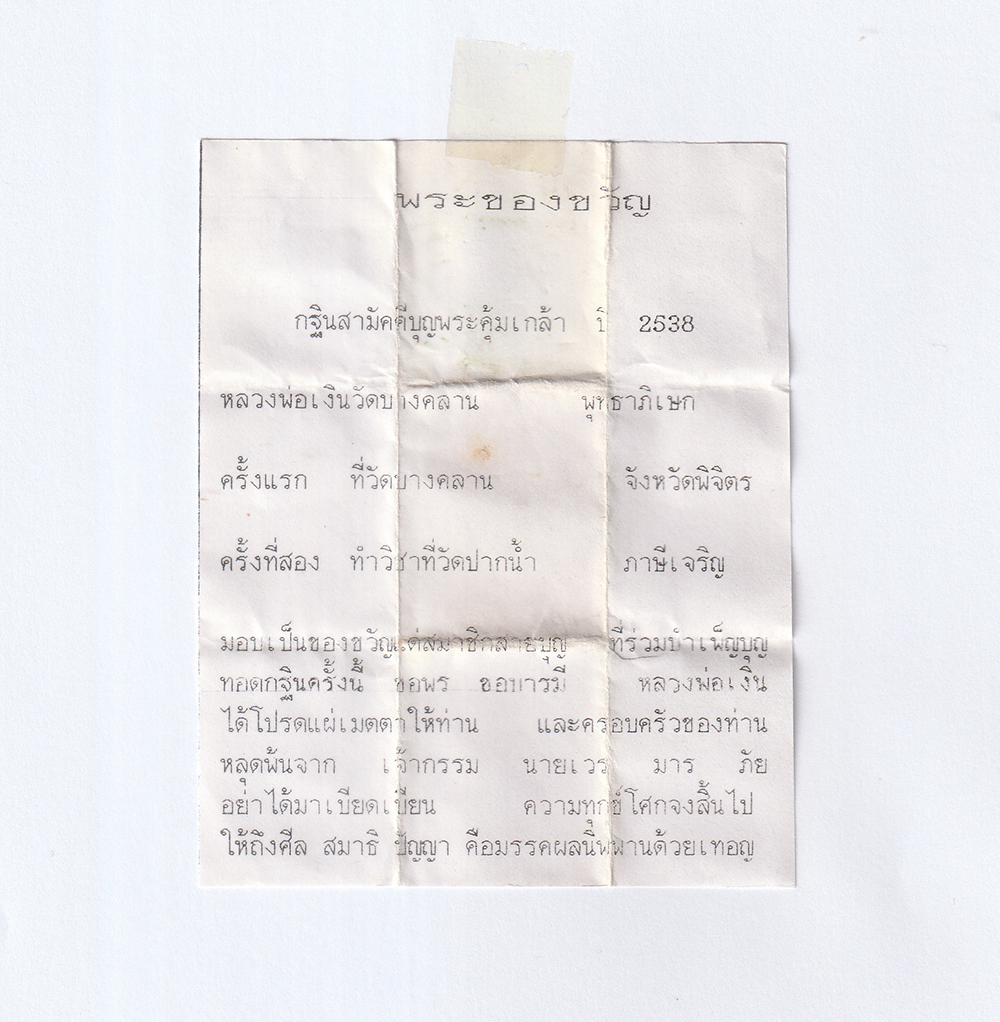 พระของขวัญ
กฐินสามัคคีบุญพระคุ้มเกล้า ปี 2538
หลวงพ่อเงินวัดบางคลาน พุทธาภิเษก
ครั้งแรก ที่วัดบางคลาน จังหวัดพิจิตร
ครั้งที่สอง ทำวิชาที่วัดปากน้ำ ภาษีเจริญ
มอบเป็นของขวัญแด่สมาชิกสายบุญ ที่ร่วมบำเพ็ญบุญ
ทอดกฐินครั้งนี้ ขอพร ขอบารมี หลวงพ่อเงิน
ได้โปรดแผ่เมตตาให้ท่าน และครอบครัวของท่าน
หลุดพ้นจาก เจ้ากรรม นายเวร มาร ภัย
อย่าได้มาเบียดเบียน ความทุกข์โศกจงสิ้นไป
ให้ถึงศีล สมาธิ ปัญญา คือมรรคผลนิพพานด้วยเทอญ